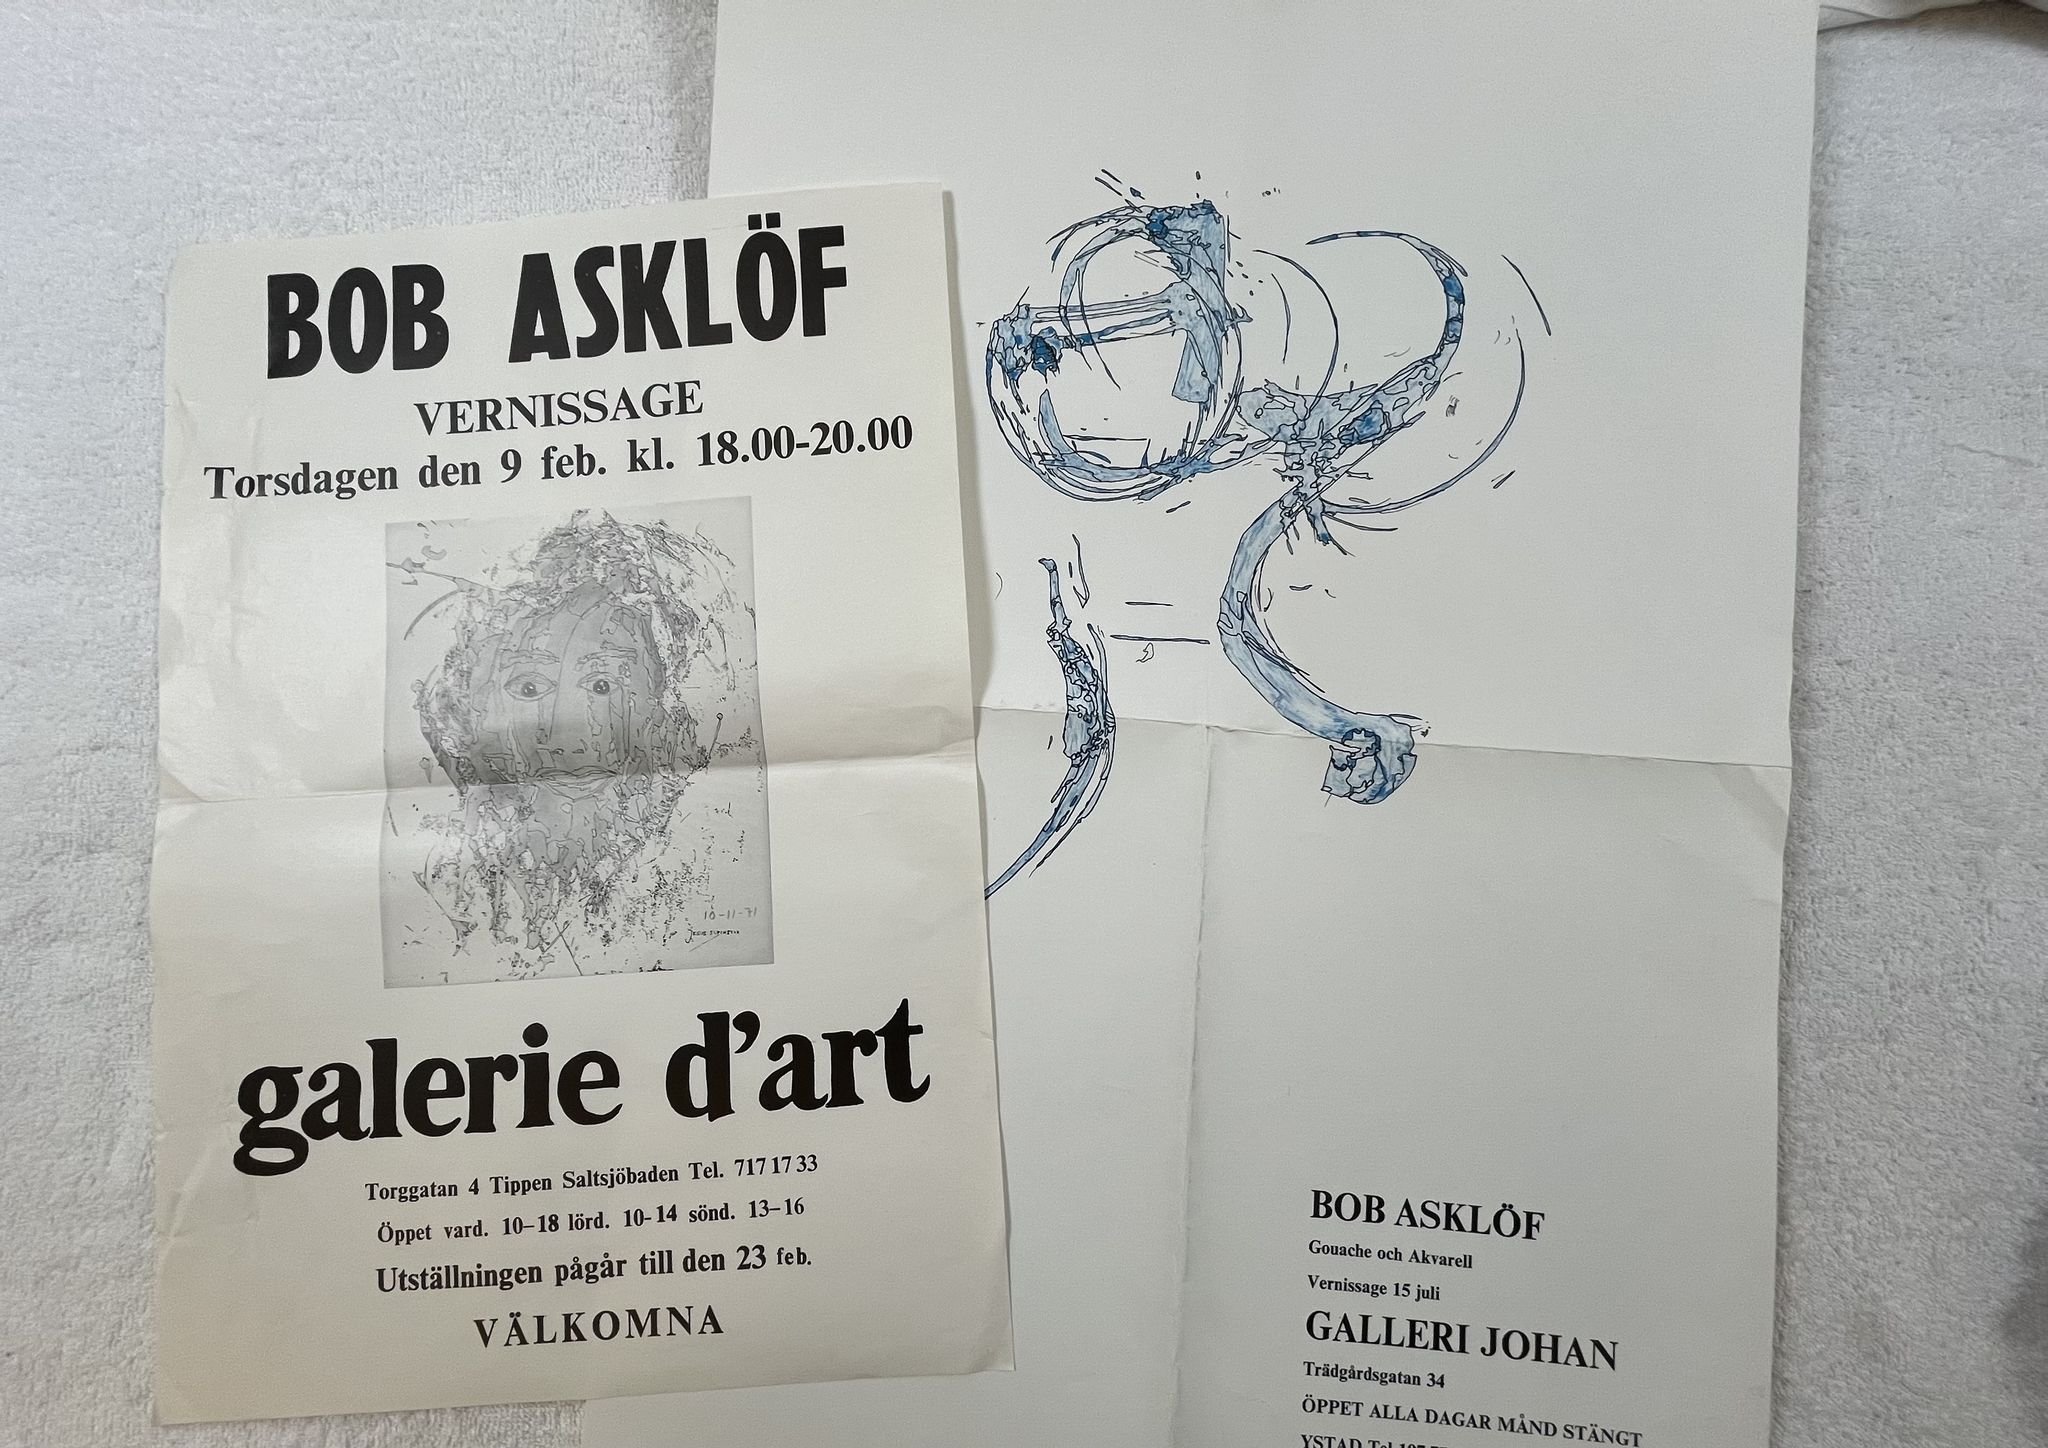 BOB ASKLÖF
VERNISSAGE
Torsdagen den 9 feb. kl. 18.00-20.00
10-11-71
galerie d'art
Torggatan 4 Tippen Saltsjöbaden Tel. 717 17 33
Öppet vard. 10-18 lörd. 10-14 sönd. 13-16
Utställningen pågår till den 23 feb.
VÄLKOMNA
BOB ASKLÖF
Gouache och Akvarell
Vernissage 15 juli
GALLERI JOHAN
Trädgårdsgatan 34
ÖPPET ALLA DAGAR MÅND STÄNGT
YSTAD Tel